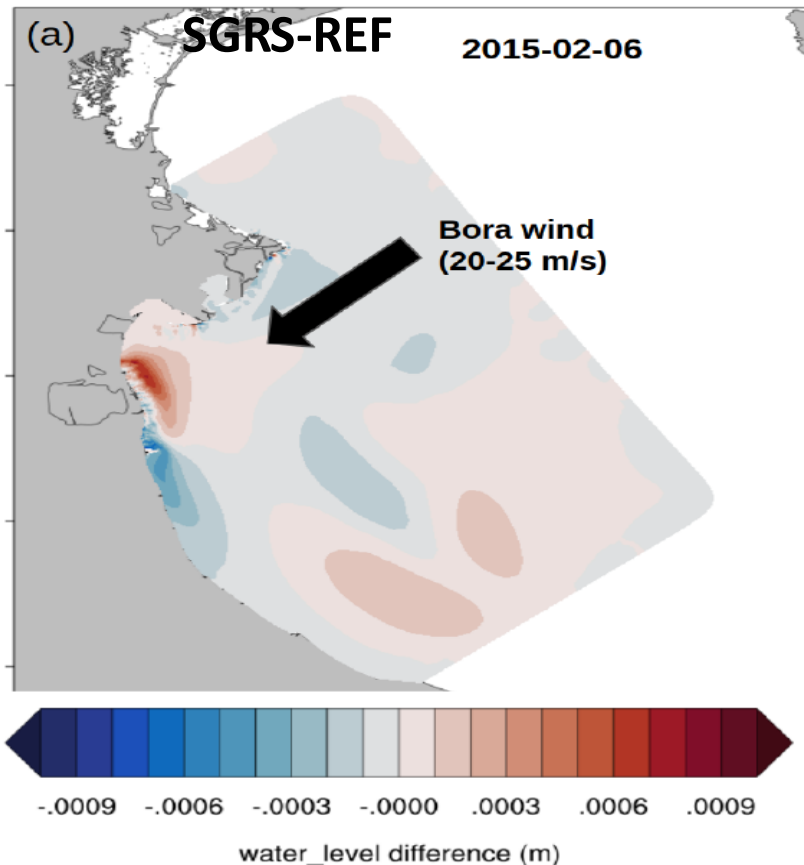 (a) SGRS-REF 2015-02-06
Bora wind
(20-25 m/s)
-.0009 -.0006 -.0003 -.0000 .0003 .0006 .0009
water_level difference (m)